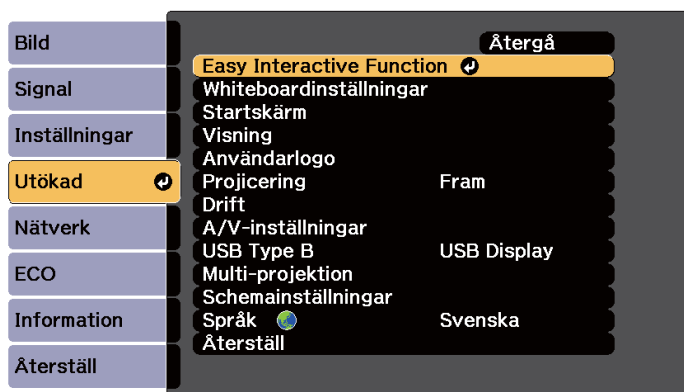 Bild
Signal
Inställningar
Utökad
Nätverk
ECO
Information
Återställ
Återgå
Easy Interactive Function
Whiteboardinställningar
Startskärm
Visning
Användarlogo
Projicering Fram
Drift
A/V-inställningar
USB Type B USB Display
Multi-projektion
Schemainställningar
Språk Svenska
Återställ